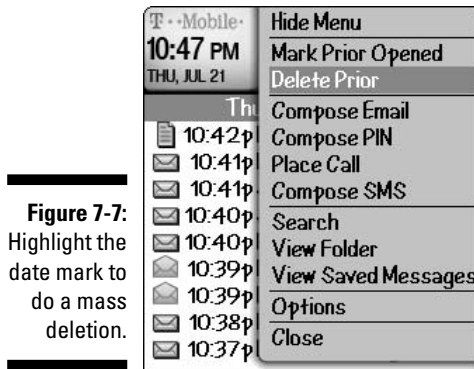 T··Mobile·
10:47 PM
THU, JUL 21
Thu
10:42p
10:41p
10:41p
10:40p
10:40p
10:39p
10:39p
10:38p
10:37p
Hide Menu
Mark Prior Opened
Delete Prior
Compose Email
Compose PIN
Place Call
Compose SMS
Search
View Folder
View Saved Messages
Options
Close
Figure 7-7:
Highlight the
date mark to
do a mass
deletion.